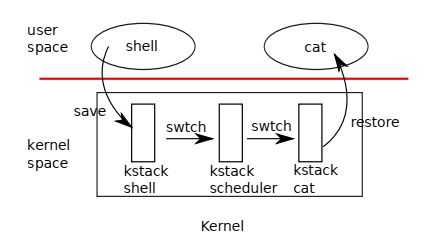 user
space
shell
cat
save
swtch
swtch
restore
kernel
space
kstack
shell
kstack
scheduler
kstack
cat
Kernel